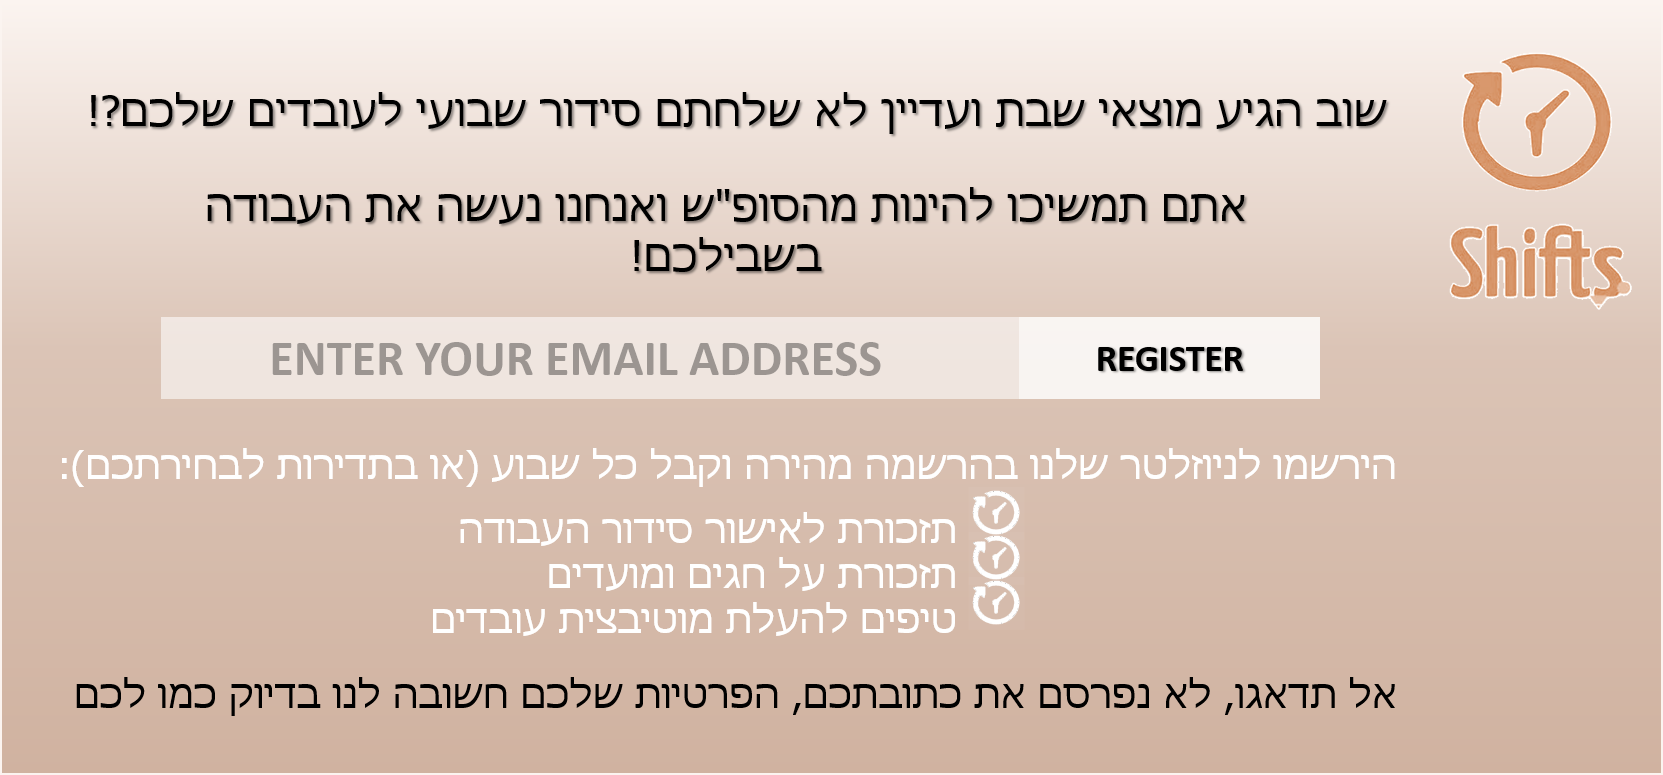 שוב הגיע מוצאי שבת ועדיין לא שלחתם סידור שבועי לעובדים שלכם?!
אתם תמשיכו להינות מהסופ"ש ואנחנו נעשה את העבודה
בשבילכם!
Shifts
ENTER YOUR EMAIL ADDRESS
REGISTER
הירשמו לניוזלטר שלנו בהרשמה מהירה וקבל כל שבוע (או בתדירות לבחירתכם):
תזכורת לאישור סידור העבודה
תזכורת על חגים ומועדים
טיפים להעלת מוטיבצית עובדים
אל תדאגו, לא נפרסם את כתובתכם, הפרטיות שלכם חשובה לנו בדיוק כמו לכם